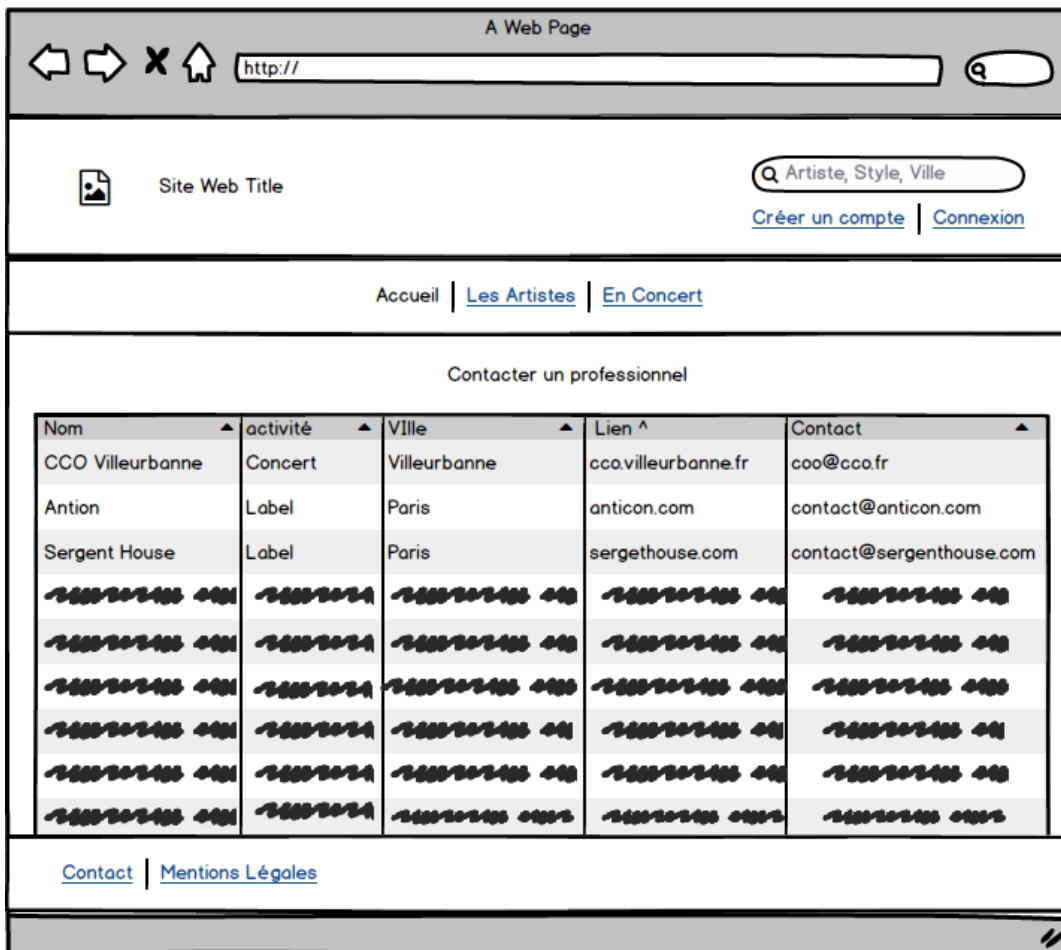 A Web Page
http://
Site Web Title
Artiste, Style, Ville
Créer un compte Connexion
Accueil Les Artistes En Concert
Contacter un professionnel
Nom activité VIlle Lien ^ Contact
CCO Villeurbanne Concert Villeurbanne cco.villeurbanne.fr coo@cco.fr
Antion Label Paris anticon.com contact@anticon.com
Sergent House Label Paris sergethouse.com contact@sergenthouse.com
Contact Mentions Légales